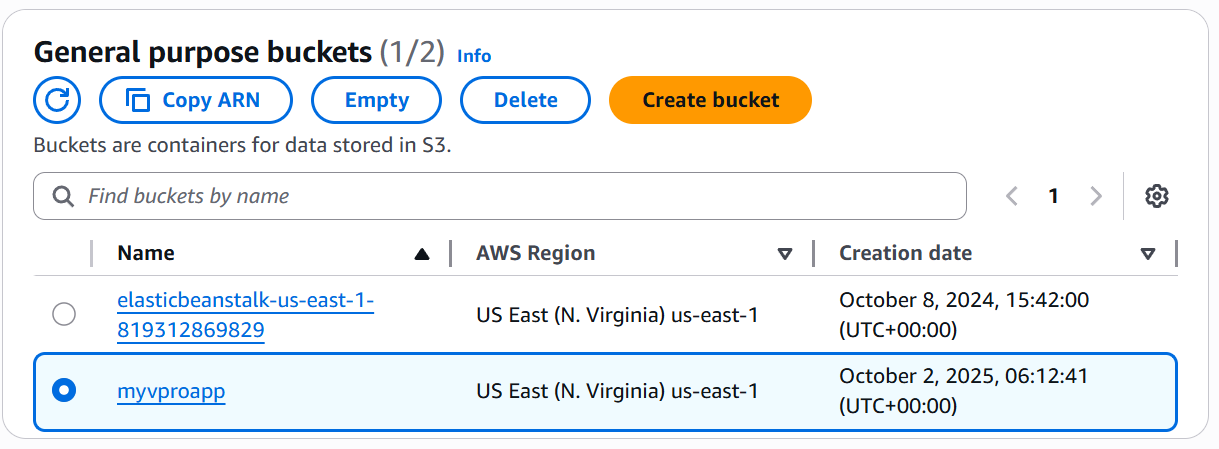 General purpose buckets (1/2) Info
Copy ARN Empty Delete Create bucket
Buckets are containers for data stored in S3.
Find buckets by name 1
Name AWS Region Creation date
elasticbeanstalk-us-east-1-
819312869829
US East (N. Virginia) us-east-1
October 8, 2024, 15:42:00
(UTC+00:00)
myvproapp
US East (N. Virginia) us-east-1
October 2, 2025, 06:12:41
(UTC+00:00)